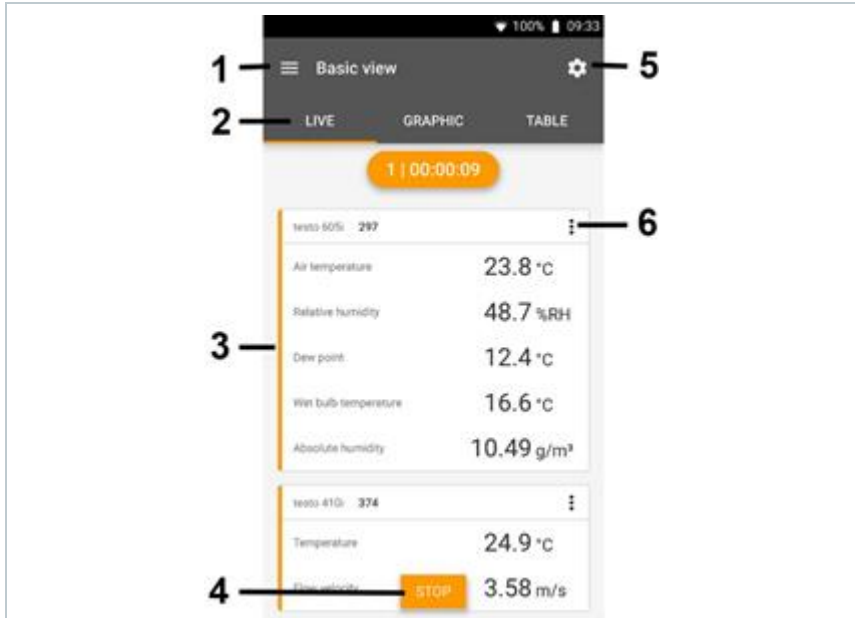 100% 09:33
1 Basic view 5
2 LIVE GRAPHIC TABLE
1 | 00:00:09
testo 605i 297 6
Air temperature 23.8 °C
Relative humidity 48.7 %RH
3
Dew point 12.4 °C
Wet bulb temperature 16.6 °C
Absolute humidity 10.49 g/m³
testo 410i 374
Temperature 24.9 °C
4 Flow velocity STOP 3.58 m/s